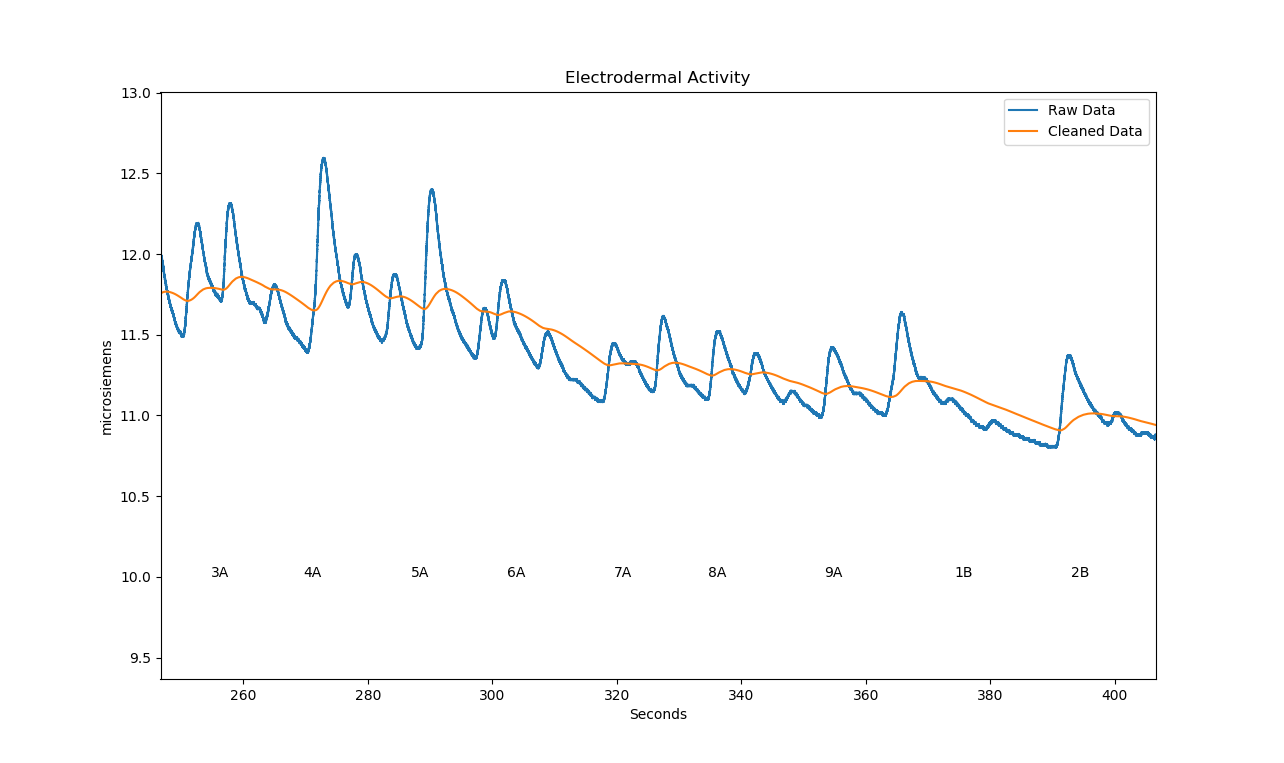 Electrodermal Activity
Raw Data
Cleaned Data
microsiemens
13.0
12.5
12.0
11.5
11.0
10.5
10.0
9.5
3A 4A 5A 6A 7A 8A 9A 1B 2B
260 280 300 320 340 360 380 400
Seconds